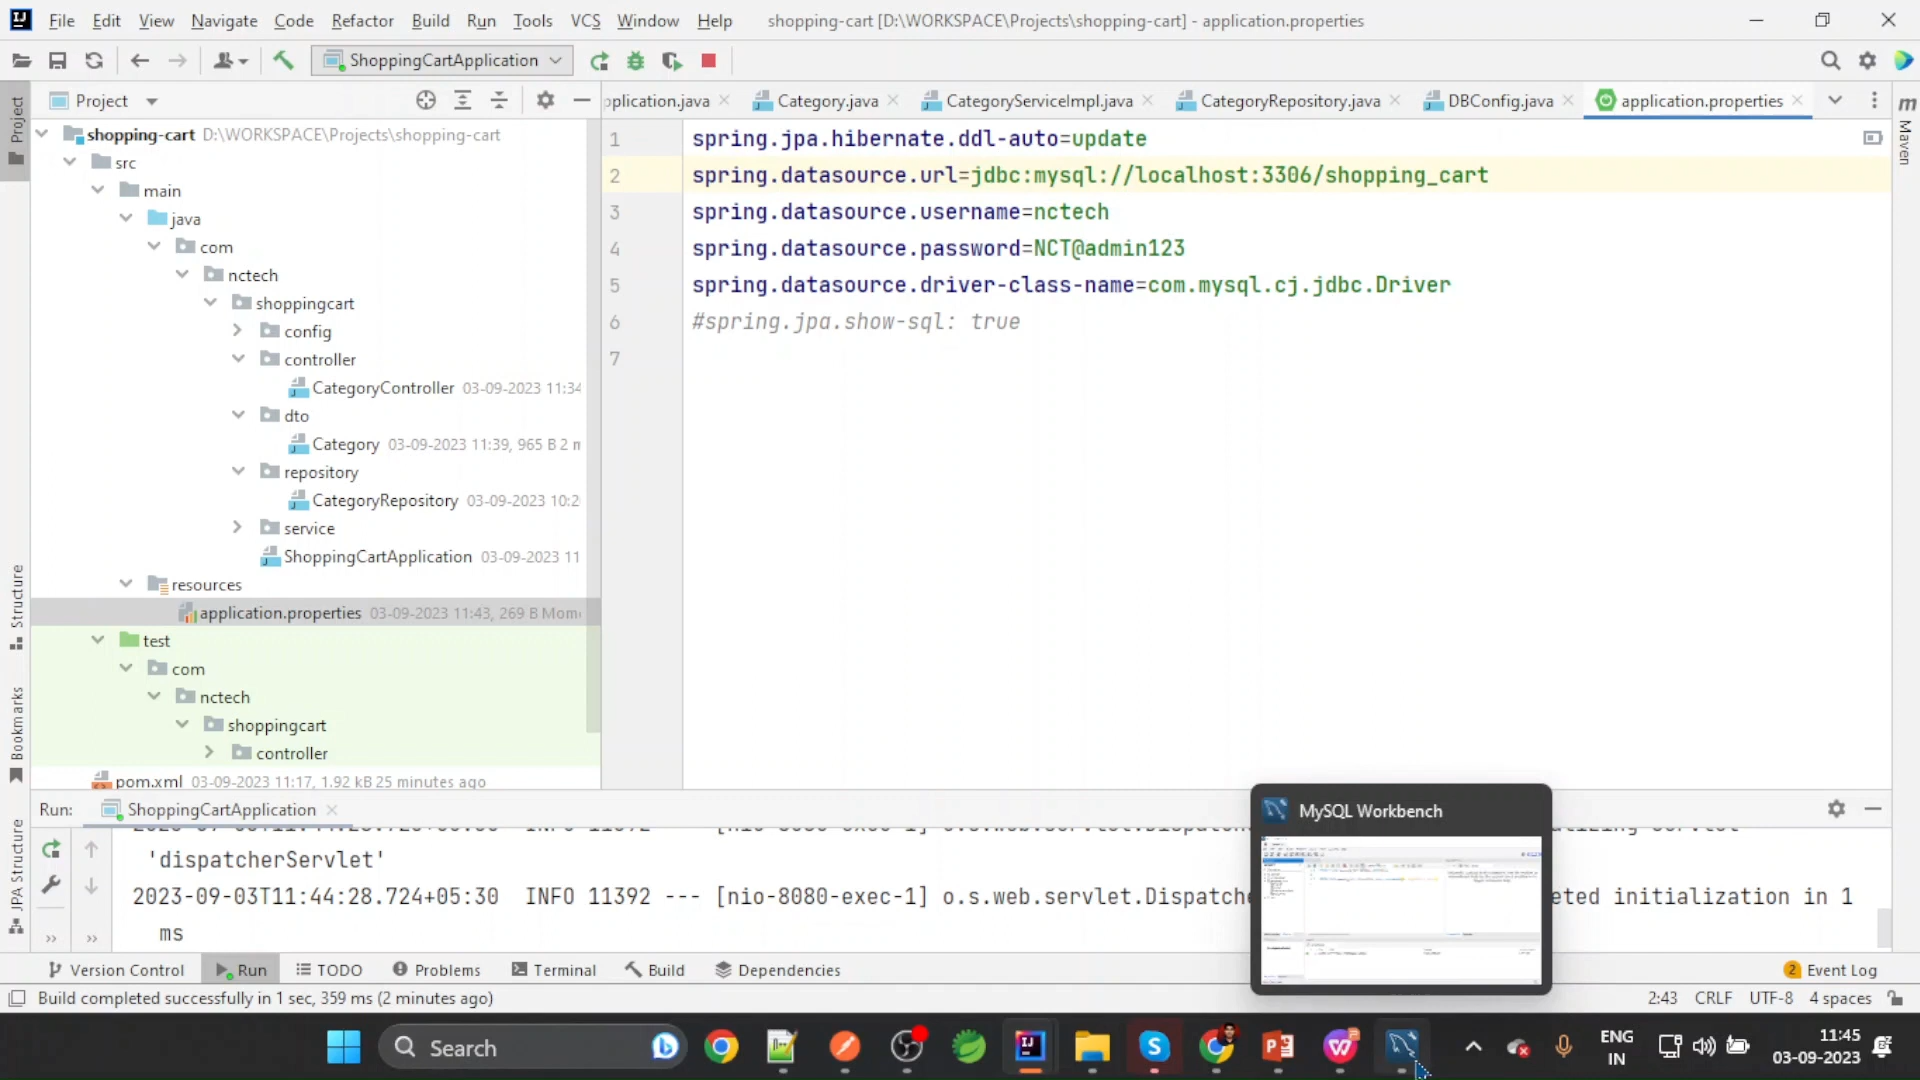 File Edit View Navigate Code Refactor Build Run Tools VCS Window Help shopping-cart [D:\WORKSPACE\Projects\shopping-cart] - application.properties
ShoppingCartApplication
Project
pplication.java Category.java CategoryServiceImpl.java CategoryRepository.java DBConfig.java application.properties
shopping-cart D:\WORKSPACE\Projects\shopping-cart
src
main
java
com
nctech
shoppingcart
config
controller
CategoryController 03-09-2023 11:34
dto
Category 03-09-2023 11:39, 965 B 2 m
repository
CategoryRepository 03-09-2023 10:2
service
ShoppingCartApplication 03-09-2023 11
resources
application.properties 03-09-2023 11:43, 269 B Mom
test
com
nctech
shoppingcart
controller
pom.xml 03-09-2023 11:17, 1.92 kB 25 minutes ago
1 spring.jpa.hibernate.ddl-auto=update
2 spring.datasource.url=jdbc:mysql://localhost:3306/shopping_cart
3 spring.datasource.username=nctech
4 spring.datasource.password=NCT@admin123
5 spring.datasource.driver-class-name=com.mysql.cj.jdbc.Driver
6 #spring.jpa.show-sql: true
7
Project
Structure
Bookmarks
JPA Structure
Maven
MySQL Workbench
Run: ShoppingCartApplication
'dispatcherServlet'
2023-09-03T11:44:28.724+05:30 INFO 11392 --- [nio-8080-exec-1] o.s.web.servlet.Dispatche eted initialization in 1
ms
Version Control Run TODO Problems Terminal Build Dependencies 2 Event Log
Build completed successfully in 1 sec, 359 ms (2 minutes ago) 2:43 CRLF UTF-8 4 spaces
Search
ENG
IN
11:45
03-09-2023